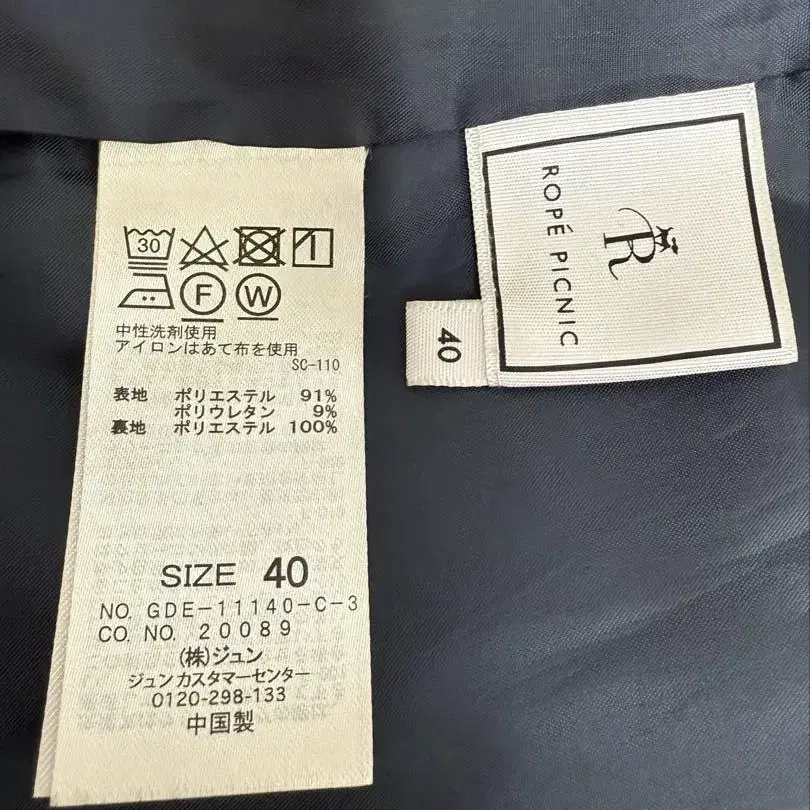 30
F W
中性洗剤使用
アイロンはあて布を使用
SC-110
表地 ポリエステル 91%
ポリウレタン 9%
裏地 ポリエステル 100%
SIZE 40
NO. GDE-11140-C-3
CO. NO. 20089
(株)ジュン
ジュンカスタマーセンター
0120-298-133
中国製
R
ROPÉ PICNIC
40